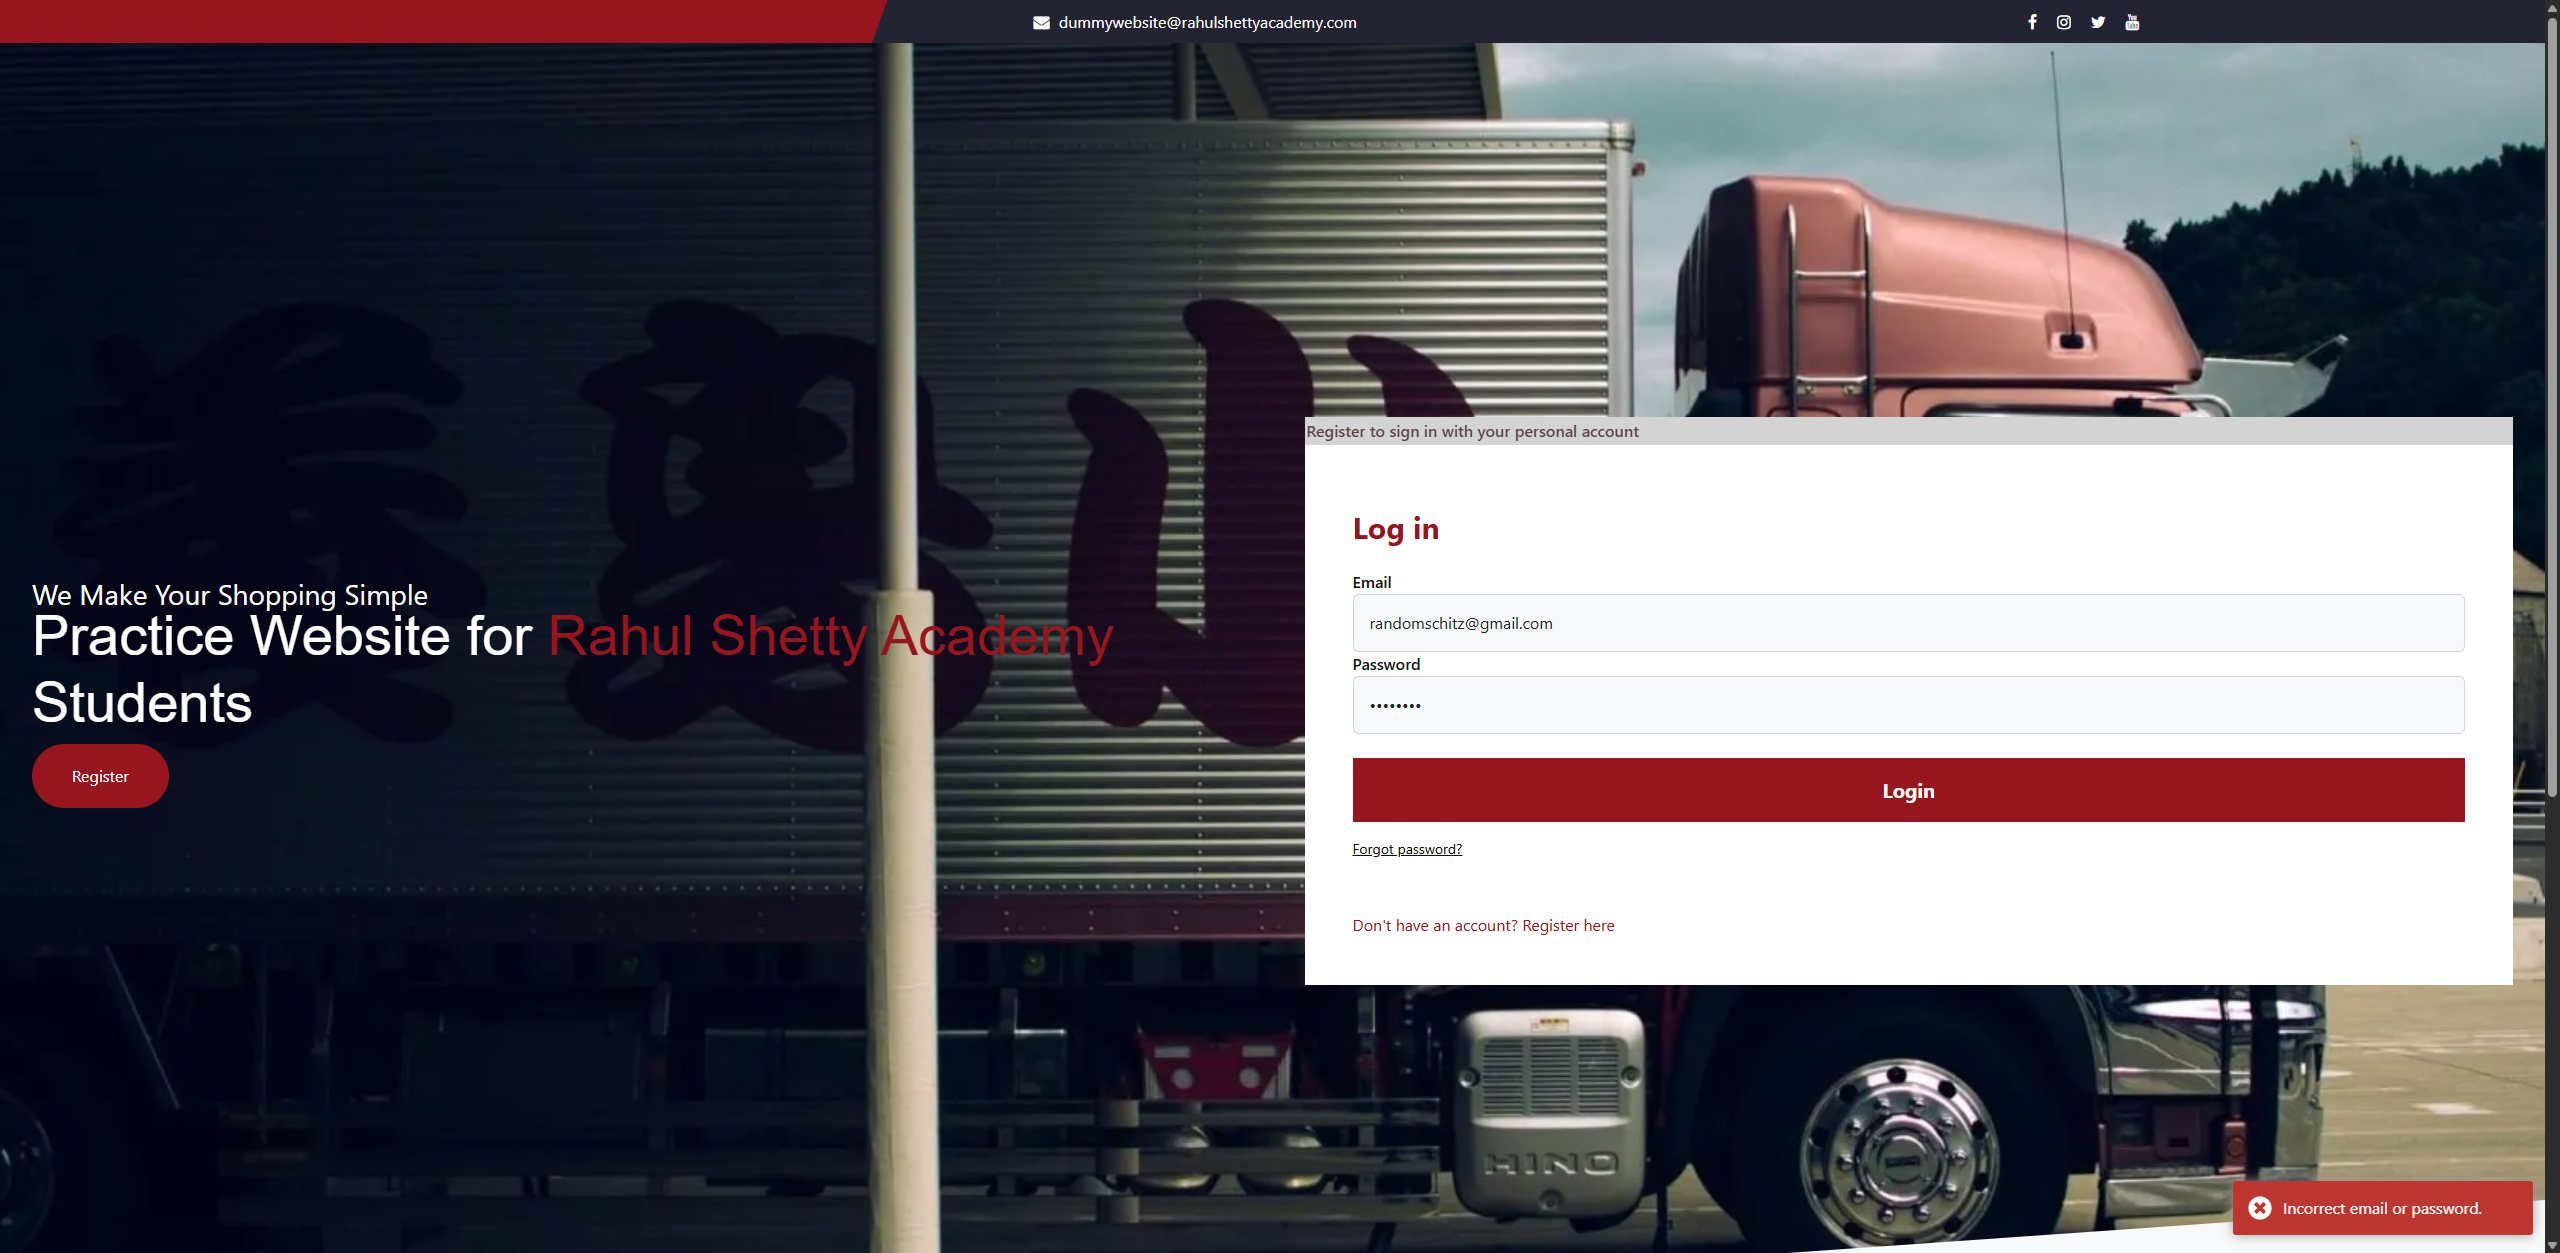 dummywebsite@rahulshettyacademy.com
We Make Your Shopping Simple
Practice Website for Rahul Shetty Academy
Students
Register
Register to sign in with your personal account
Log in
Email
randomschitz@gmail.com
Password
••••••••
Login
Forgot password?
Don't have an account? Register here
HINO
Incorrect email or password.